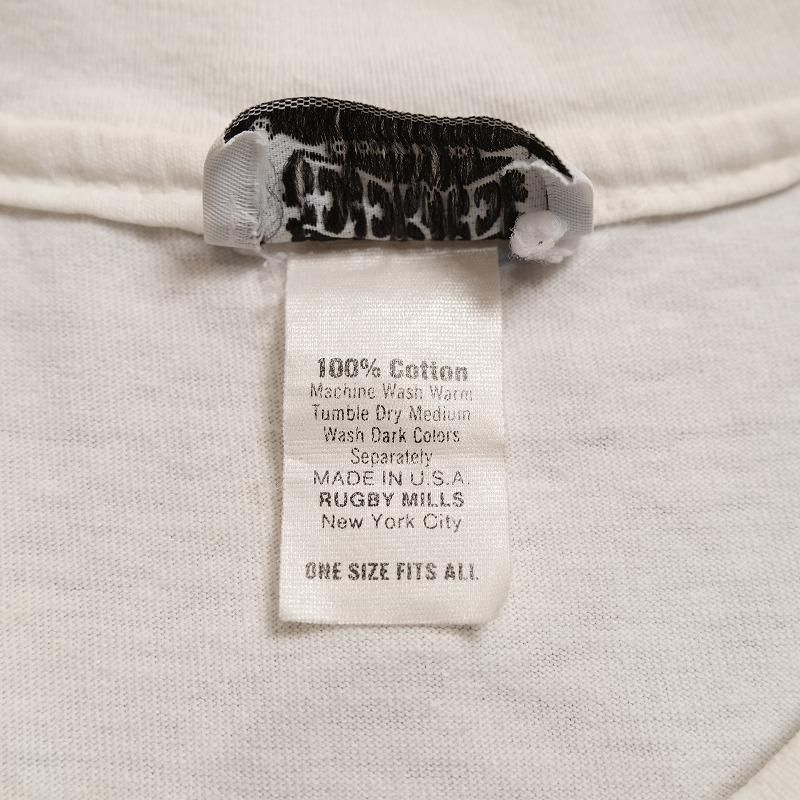 100% Cotton
Machine Wash Warm
Tumble Dry Medium
Wash Dark Colors
Separately
MADE IN U.S.A.
RUGBY MILLS
New York City
ONE SIZE FITS ALL